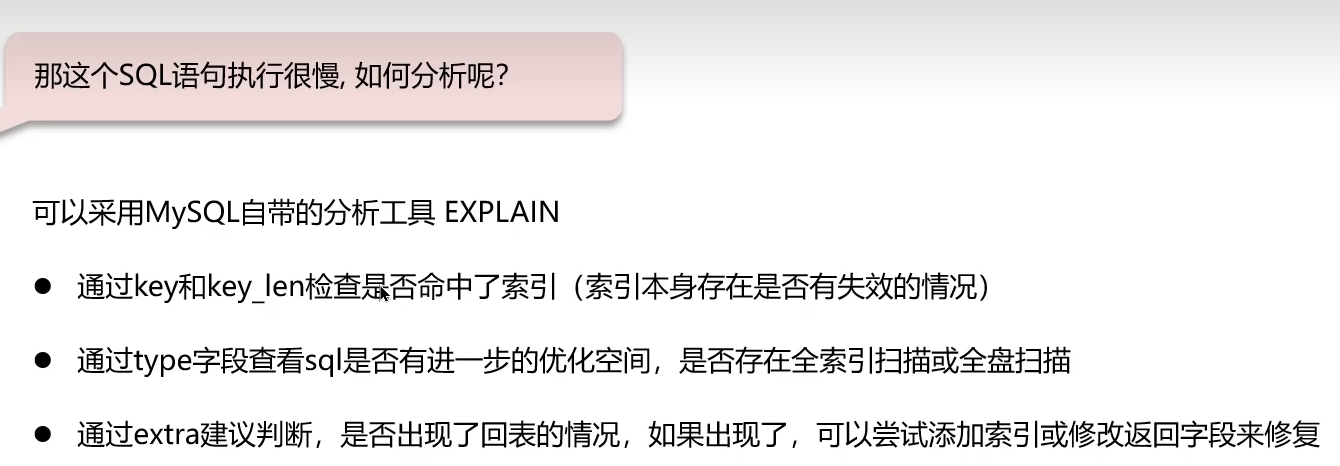 那这个SQL语句执行很慢, 如何分析呢?
可以采用MySQL自带的分析工具 EXPLAIN
● 通过key和key_len检查是否命中了索引（索引本身存在是否有失效的情况）
● 通过type字段查看sql是否有进一步的优化空间，是否存在全索引扫描或全盘扫描
● 通过extra建议判断，是否出现了回表的情况，如果出现了，可以尝试添加索引或修改返回字段来修复